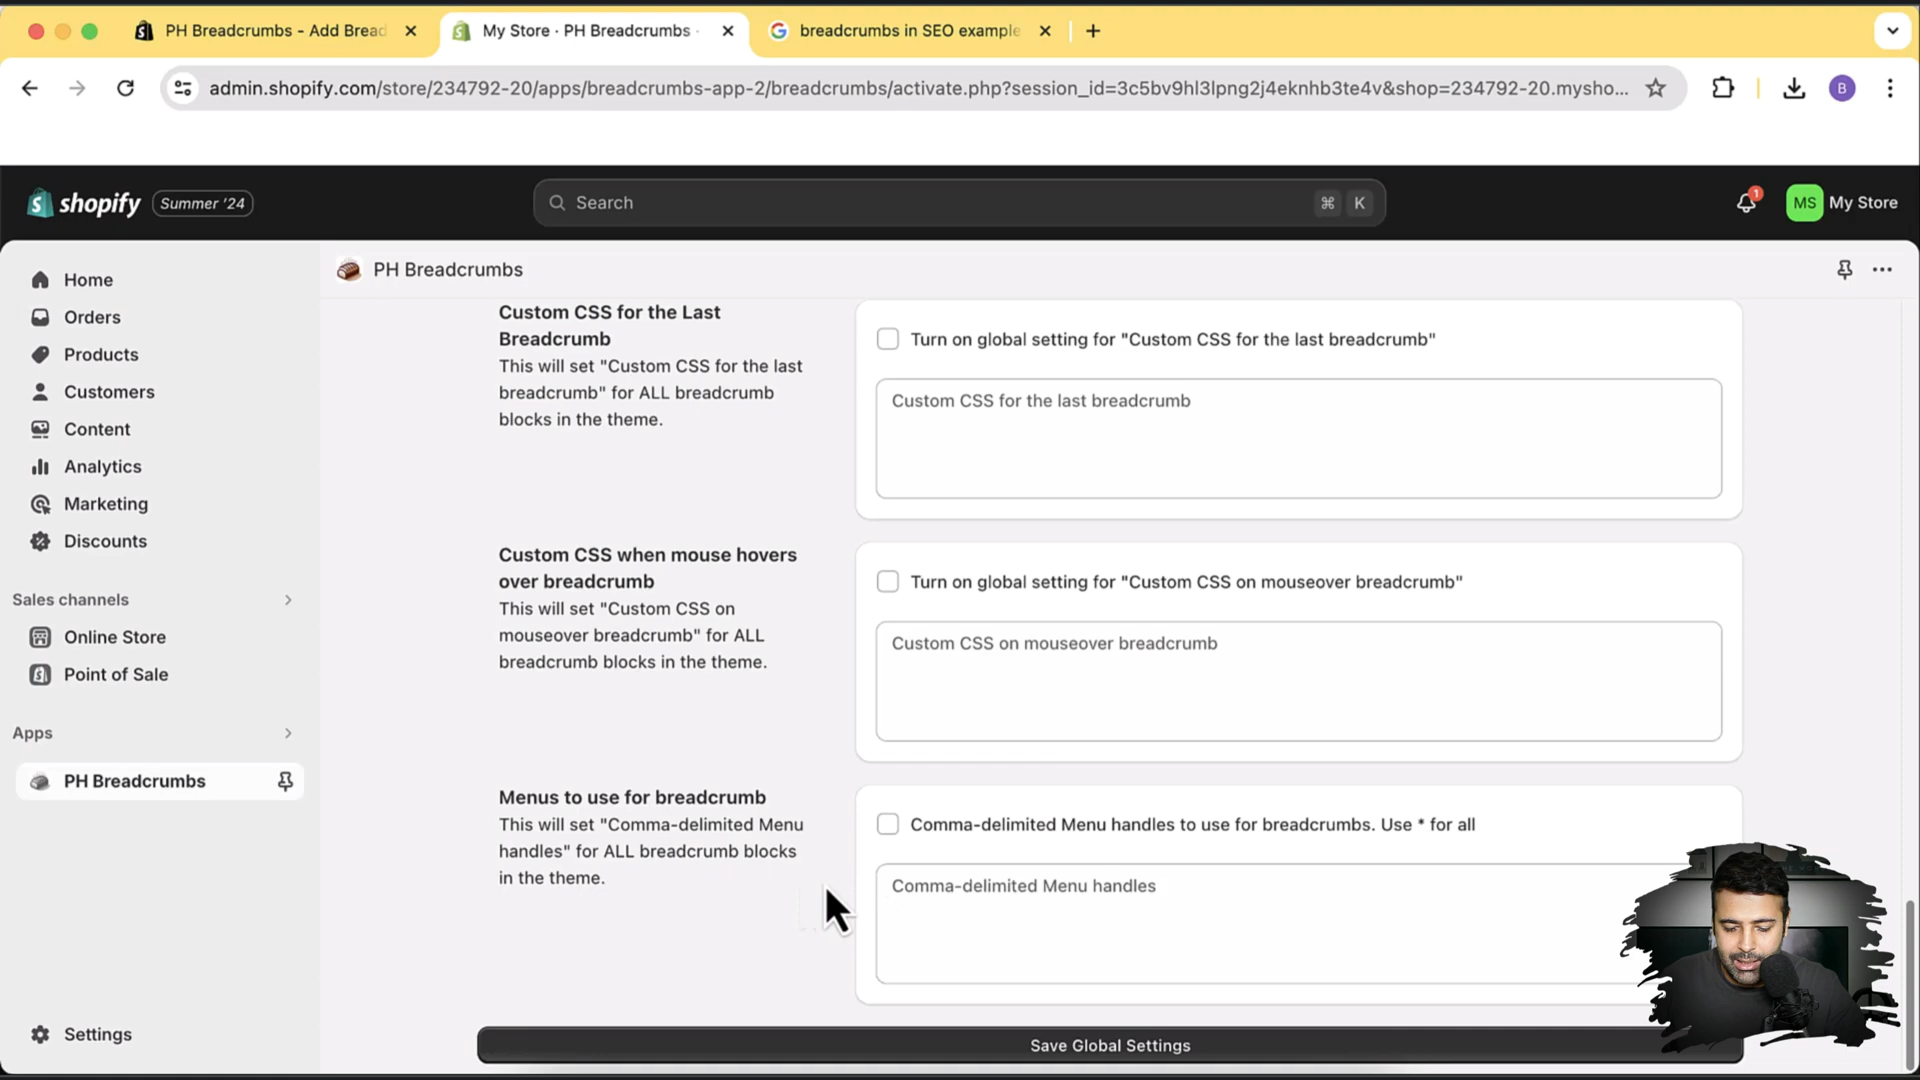 PH Breadcrumbs - Add Bread
My Store · PH Breadcrumbs ·
breadcrumbs in SEO example
admin.shopify.com/store/234792-20/apps/breadcrumbs-app-2/breadcrumbs/activate.php?session_id=3c5bv9hl3lpng2j4eknhb3te4v&shop=234792-20.mysho...
B
shopify
Summer '24
Search
⌘ K
1
MS
My Store
Home
Orders
Products
Customers
Content
Analytics
Marketing
Discounts
Sales channels
Online Store
Point of Sale
Apps
PH Breadcrumbs
Settings
PH Breadcrumbs
Custom CSS for the Last
Breadcrumb
This will set "Custom CSS for the last
breadcrumb" for ALL breadcrumb
blocks in the theme.
Turn on global setting for "Custom CSS for the last breadcrumb"
Custom CSS for the last breadcrumb
Custom CSS when mouse hovers
over breadcrumb
This will set "Custom CSS on
mouseover breadcrumb" for ALL
breadcrumb blocks in the theme.
Turn on global setting for "Custom CSS on mouseover breadcrumb"
Custom CSS on mouseover breadcrumb
Menus to use for breadcrumb
This will set "Comma-delimited Menu
handles" for ALL breadcrumb blocks
in the theme.
Comma-delimited Menu handles to use for breadcrumbs. Use * for all
Comma-delimited Menu handles
Save Global Settings